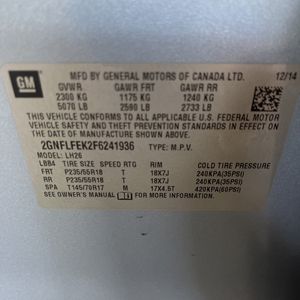 GM
MFD BY GENERAL MOTORS OF CANADA LTD. 12/14
GVWR GAWR FRT GAWR RR
2300 KG 1175 KG 1240 KG
5070 LB 2590 LB 2733 LB
THIS VEHICLE CONFORMS TO ALL APPLICABLE U.S. FEDERAL
MOTOR VEHICLE SAFETY AND THEFT PREVENTION STANDARDS
IN EFFECT ON THE DATE OF MANUFACTURE SHOWN ABOVE.
2GNFLFEK2F6241936 TYPE: M.P.V.
MODEL: LH26
LBB4 TIRE SIZE SPEED RTG RIM COLD TIRE PRESSURE
FRT P235/55R18 T 18X7J 240KPA(35PSI)
RR P235/55R18 T 18X7J 240KPA(35PSI)
SPA T145/70R17 M 17X4.5T 420KPA(60PSI)
SEE OWNER'S MANUAL FOR